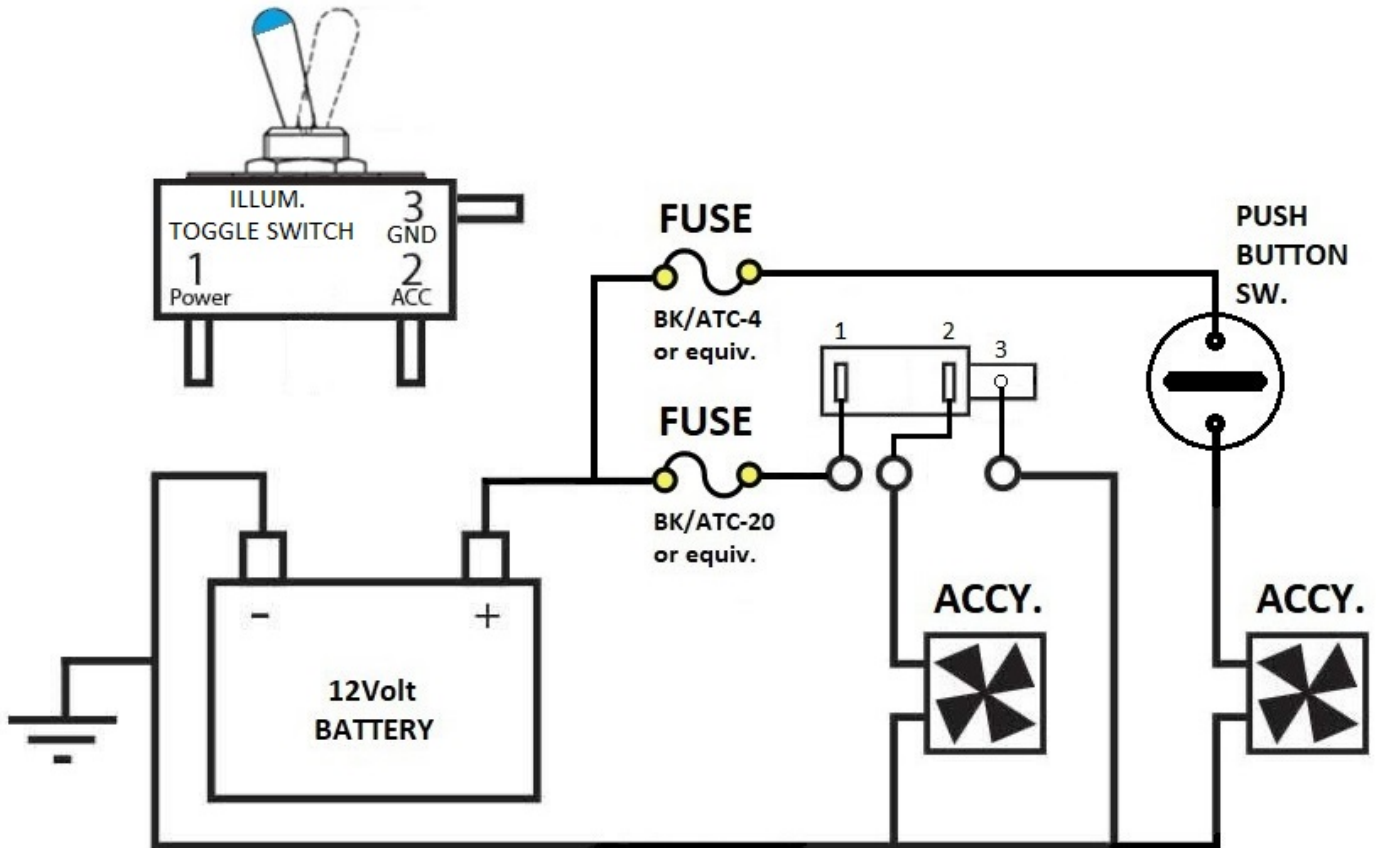 ILLUM.
TOGGLE SWITCH
3
GND
1
Power
2
ACC
FUSE
BK/ATC-4
or equiv.
PUSH
BUTTON
SW.
1
2
3
FUSE
BK/ATC-20
or equiv.
-
+
12Volt
BATTERY
ACCY.
ACCY.